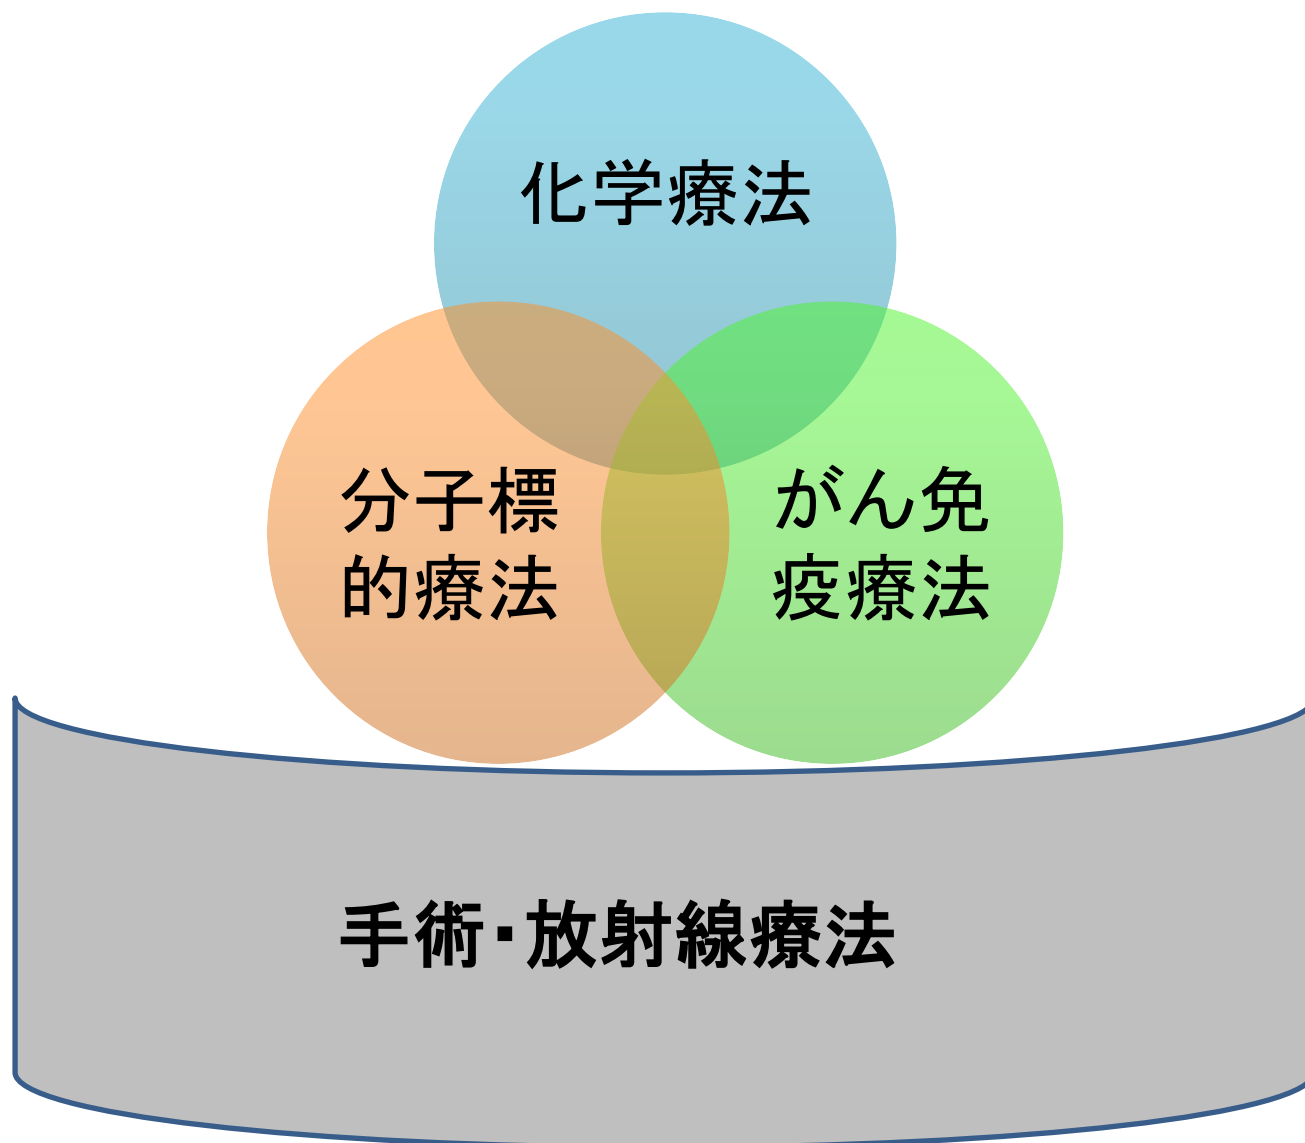 化学療法
分子標
的療法
がん免
疫療法
手術・放射線療法